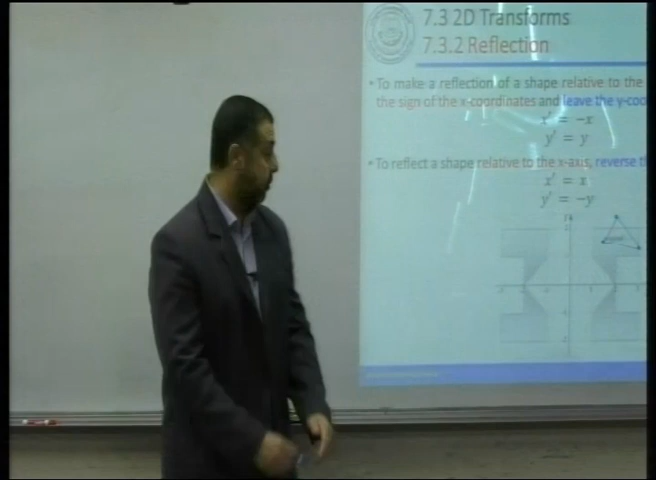 7.3 2D Transforms
7.3.2 Reflection
• To make a reflection of a shape relative to the
the sign of the x-coordinates and leave the y-coo
x' = −x
y' = y
• To reflect a shape relative to the x-axis, reverse t
x' = x
y' = −y